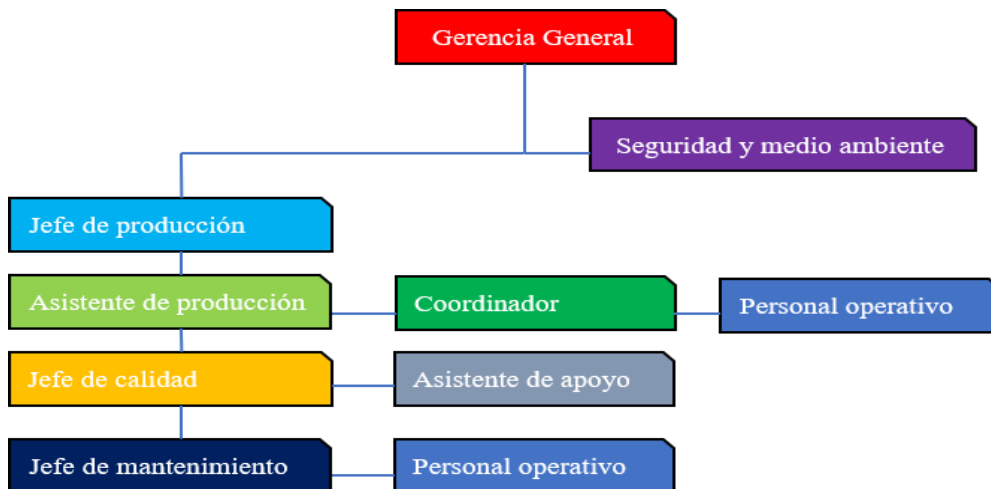 Gerencia General
Seguridad y medio ambiente
Jefe de producción
Asistente de producción
Coordinador
Personal operativo
Jefe de calidad
Asistente de apoyo
Jefe de mantenimiento
Personal operativo